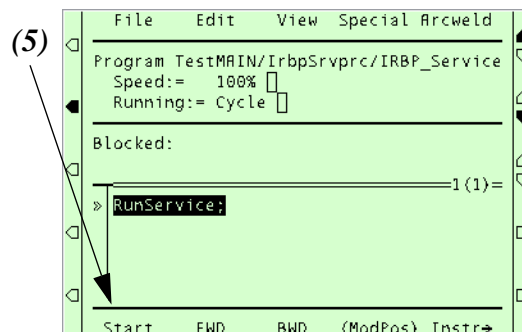 (5)
File Edit View Special Arcweld
Program TestMAIN/IrbpSrvprc/IRBP_Service
Speed:= 100%
Running:= Cycle
Blocked:
1(1)=
» RunService;
Start FWD BWD (ModPos) Instr→